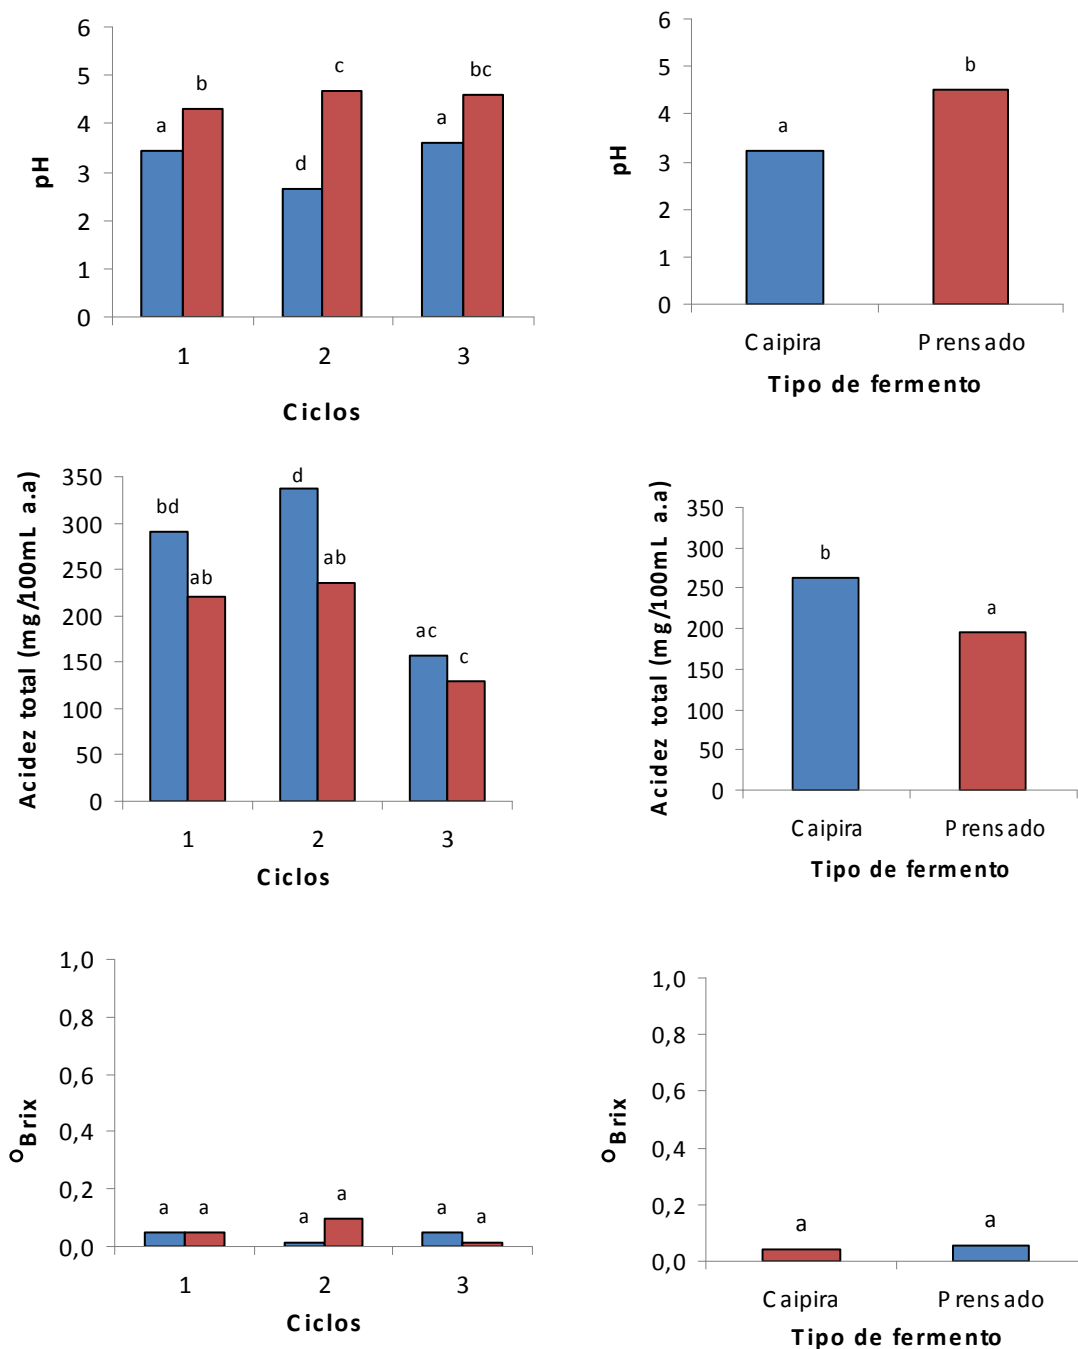 6
5
4
3
2
1
0
pH
a
b
d
c
a
bc
1 2 3
Ciclos
6
5
4
3
2
1
0
pH
a
b
Caipira Prensado
Tipo de fermento
350
300
250
200
150
100
50
0
Acidez total (mg/100mL a.a)
bd
ab
d
ab
ac
c
1 2 3
Ciclos
350
300
250
200
150
100
50
0
Acidez total (mg/100mL a.a)
b
a
Caipira Prensado
Tipo de fermento
1,0
0,8
0,6
0,4
0,2
0,0
oBrix
a
a
a
a
a
a
1 2 3
Ciclos
1,0
0,8
0,6
0,4
0,2
0,0
oBrix
a
a
Caipira Prensado
Tipo de fermento